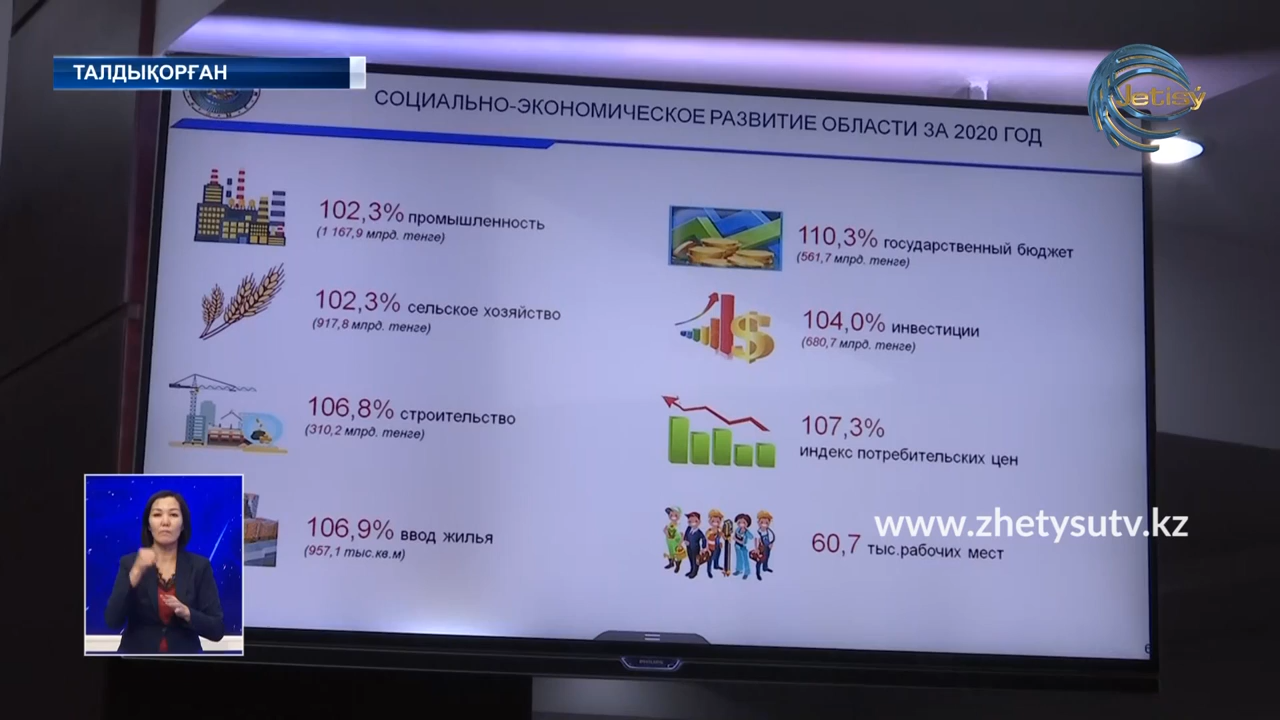 ТАЛДЫҚОРҒАН
Jetisý
СОЦИАЛЬНО-ЭКОНОМИЧЕСКОЕ РАЗВИТИЕ ОБЛАСТИ ЗА 2020 ГОД
102,3% промышленность
(1 167,9 млрд. тенге)
102,3% сельское хозяйство
(917,8 млрд. тенге)
106,8% строительство
(310,2 млрд. тенге)
106,9% ввод жилья
(957,1 тыс.кв.м)
110,3% государственный бюджет
(561,7 млрд. тенге)
104,0% инвестиции
(680,7 млрд. тенге)
107,3%
индекс потребительских цен
60,7 тыс.рабочих мест
www.zhetysutv.kz
PHILIPS